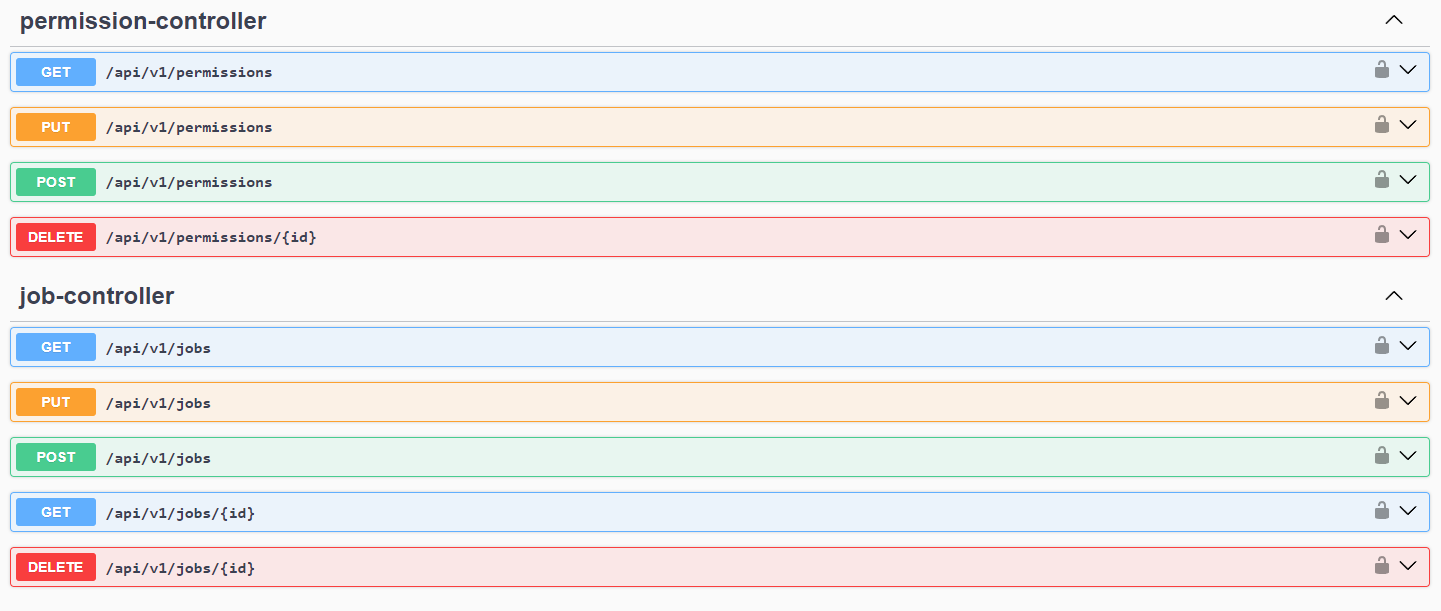 permission-controller
GET /api/v1/permissions
PUT /api/v1/permissions
POST /api/v1/permissions
DELETE /api/v1/permissions/{id}
job-controller
GET /api/v1/jobs
PUT /api/v1/jobs
POST /api/v1/jobs
GET /api/v1/jobs/{id}
DELETE /api/v1/jobs/{id}